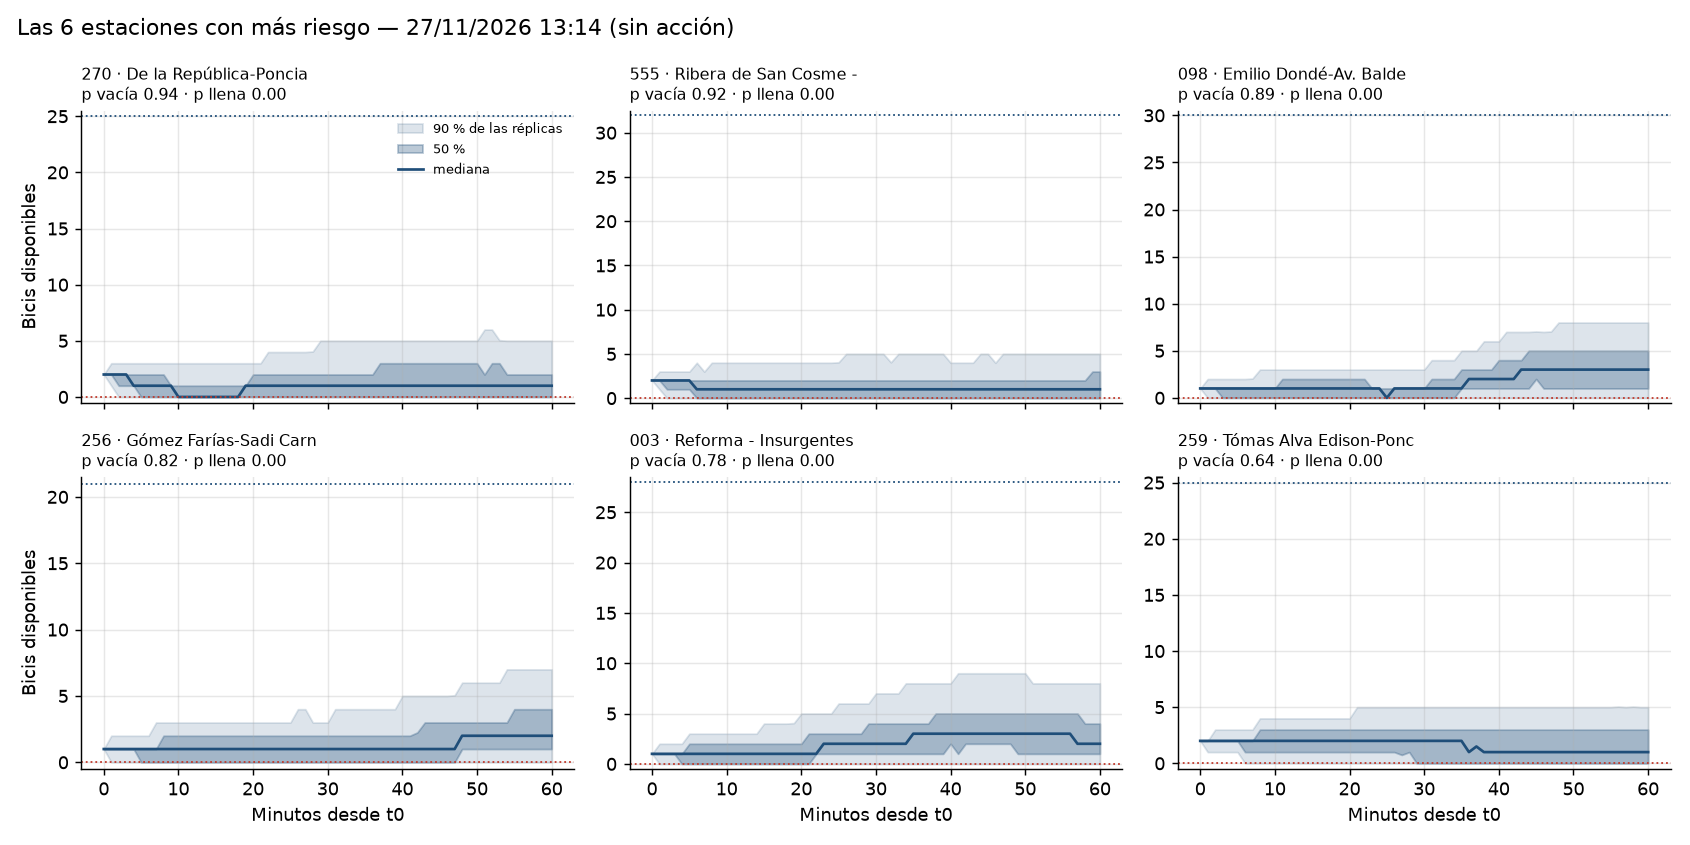 Las 6 estaciones con más riesgo — 27/11/2026 13:14 (sin acción)
270 · De la República-Poncia
p vacía 0.94 · p llena 0.00
25
20
15
10
5
0
Bicis disponibles
90 % de las réplicas
50 %
mediana
555 · Ribera de San Cosme -
p vacía 0.92 · p llena 0.00
30
25
20
15
10
5
0
098 · Emilio Dondé-Av. Balde
p vacía 0.89 · p llena 0.00
30
25
20
15
10
5
0
256 · Gómez Farías-Sadi Carn
p vacía 0.82 · p llena 0.00
20
15
10
5
0
Bicis disponibles
0 10 20 30 40 50 60
Minutos desde t0
003 · Reforma - Insurgentes
p vacía 0.78 · p llena 0.00
25
20
15
10
5
0
0 10 20 30 40 50 60
Minutos desde t0
259 · Tómas Alva Edison-Ponc
p vacía 0.64 · p llena 0.00
25
20
15
10
5
0
0 10 20 30 40 50 60
Minutos desde t0